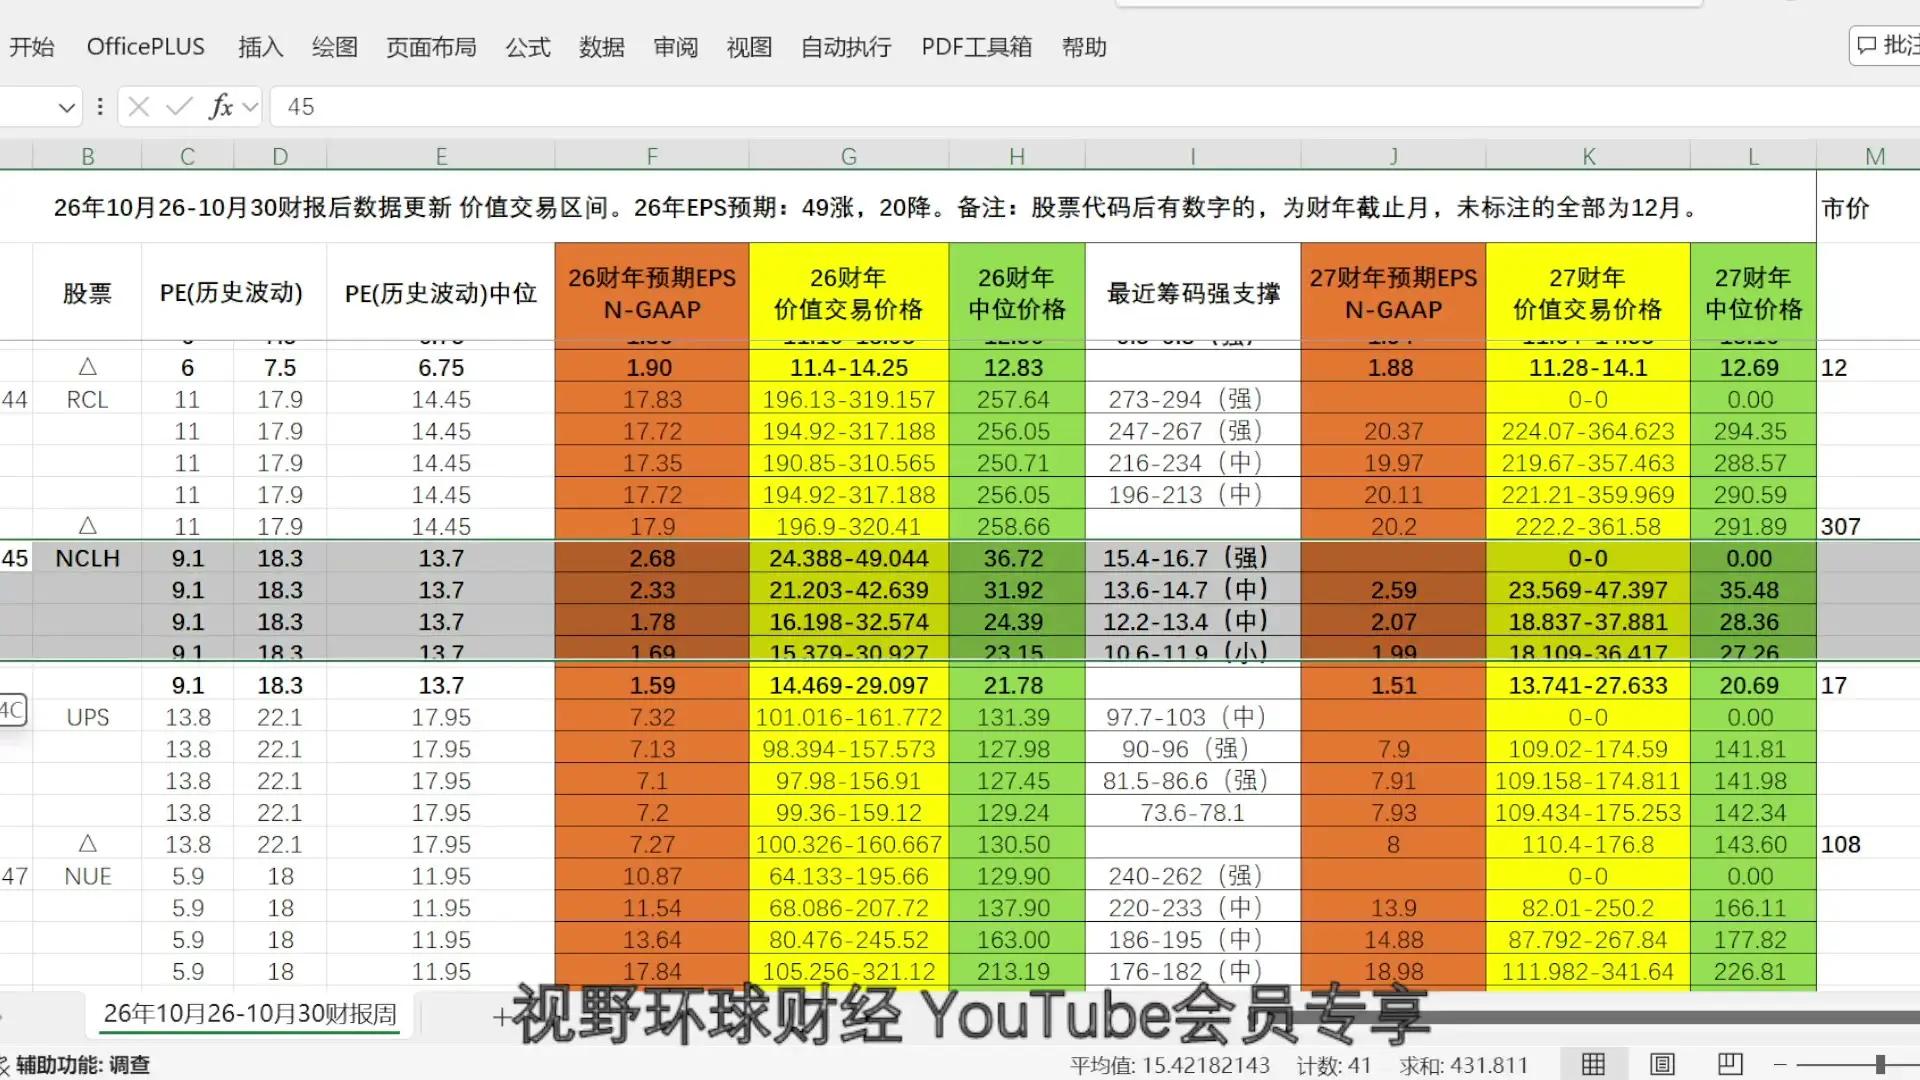 开始 OfficePLUS 插入 绘图 页面布局 公式 数据 审阅 视图 自动执行 PDF工具箱 帮助 批注
fx 45
B C D E F G H I J K L M
26年10月26-10月30财报后数据更新 价值交易区间。26年EPS预期：49涨，20降。备注：股票代码后有数字的，为财年截止月，未标注的全部为12月。 市价
股票 PE(历史波动) PE(历史波动)中位 26财年预期EPS N-GAAP 26财年 价值交易价格 26财年 中位价格 最近筹码强支撑 27财年预期EPS N-GAAP 27财年 价值交易价格 27财年 中位价格
△ 6 7.5 6.75 1.90 11.4-14.25 12.83 1.88 11.28-14.1 12.69 12
44 RCL 11 17.9 14.45 17.83 196.13-319.157 257.64 273-294（强） 0-0 0.00
11 17.9 14.45 17.72 194.92-317.188 256.05 247-267（强） 20.37 224.07-364.623 294.35
11 17.9 14.45 17.35 190.85-310.565 250.71 216-234（中） 19.97 219.67-357.463 288.57
11 17.9 14.45 17.72 194.92-317.188 256.05 196-213（中） 20.11 221.21-359.969 290.59
△ 11 17.9 14.45 17.9 196.9-320.41 258.66 20.2 222.2-361.58 291.89 307
45 NCLH 9.1 18.3 13.7 2.68 24.388-49.044 36.72 15.4-16.7（强） 0-0 0.00
9.1 18.3 13.7 2.33 21.203-42.639 31.92 13.6-14.7（中） 2.59 23.569-47.397 35.48
9.1 18.3 13.7 1.78 16.198-32.574 24.39 12.2-13.4（中） 2.07 18.837-37.881 28.36
9.1 18.3 13.7 1.69 15.379-30.927 23.15 10.6-11.9（小） 1.99 18.109-36.417 27.26
9.1 18.3 13.7 1.59 14.469-29.097 21.78 1.51 13.741-27.633 20.69 17
UPS 13.8 22.1 17.95 7.32 101.016-161.772 131.39 97.7-103（中） 0-0 0.00
13.8 22.1 17.95 7.13 98.394-157.573 127.98 90-96（强） 7.9 109.02-174.59 141.81
13.8 22.1 17.95 7.1 97.98-156.91 127.45 81.5-86.6（强） 7.91 109.158-174.811 141.98
13.8 22.1 17.95 7.2 99.36-159.12 129.24 73.6-78.1 7.93 109.434-175.253 142.34
△ 13.8 22.1 17.95 7.27 100.326-160.667 130.50 8 110.4-176.8 143.60 108
47 NUE 5.9 18 11.95 10.87 64.133-195.66 129.90 240-262（强） 0-0 0.00
5.9 18 11.95 11.54 68.086-207.72 137.90 220-233（中） 13.9 82.01-250.2 166.11
5.9 18 11.95 13.64 80.476-245.52 163.00 186-195（中） 14.88 87.792-267.84 177.82
5.9 18 11.95 17.84 105.256-321.12 213.19 176-182（中） 18.98 111.982-341.64 226.81
26年10月26-10月30财报周 +
视野环球财经 YouTube会员专享
辅助功能: 调查 平均值: 15.42182143 计数: 41 求和: 431.811